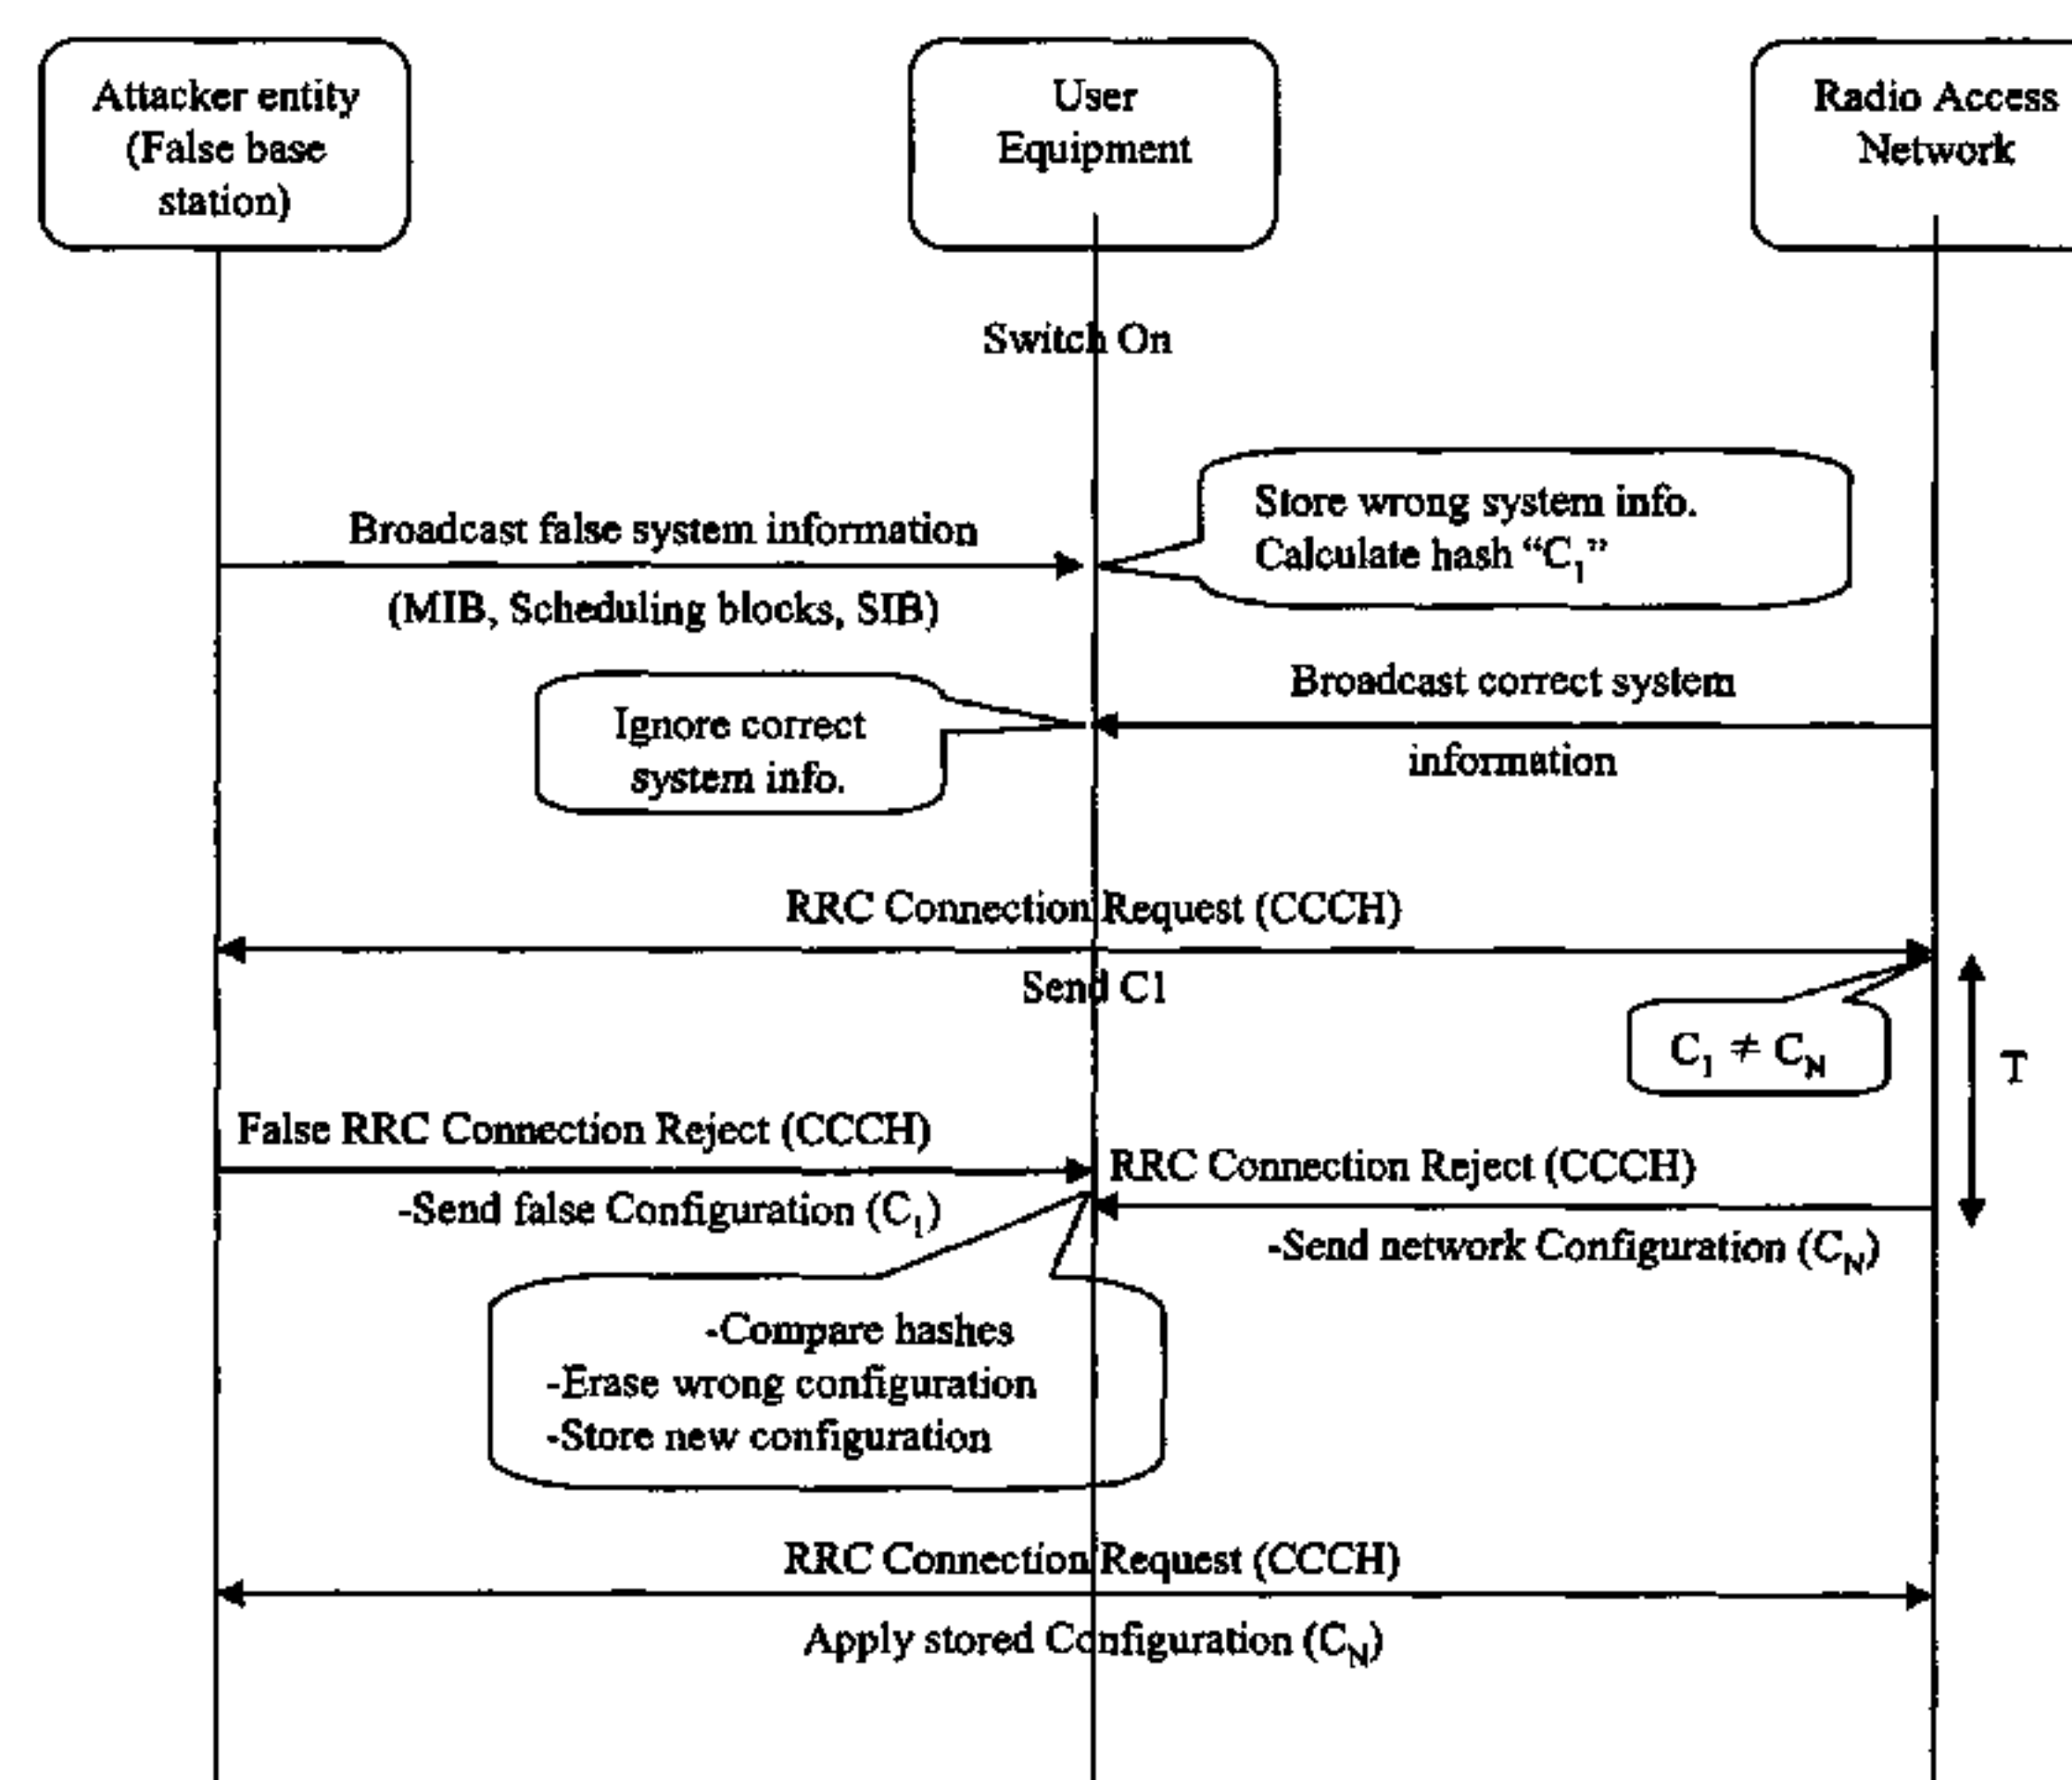 Attacker entity
(False base
station)
User
Equipment
Radio Access
Network
Switch On
Broadcast false system information
(MIB, Scheduling blocks, SIB)
Store wrong system info.
Calculate hash “C₁”
Broadcast correct system
information
Ignore correct
system info.
RRC Connection Request (CCCH)
Send C1
C₁ ≠ C_N
T
False RRC Connection Reject (CCCH)
-Send false Configuration (C₁)
RRC Connection Reject (CCCH)
-Send network Configuration (C_N)
-Compare hashes
-Erase wrong configuration
-Store new configuration
RRC Connection Request (CCCH)
Apply stored Configuration (C_N)